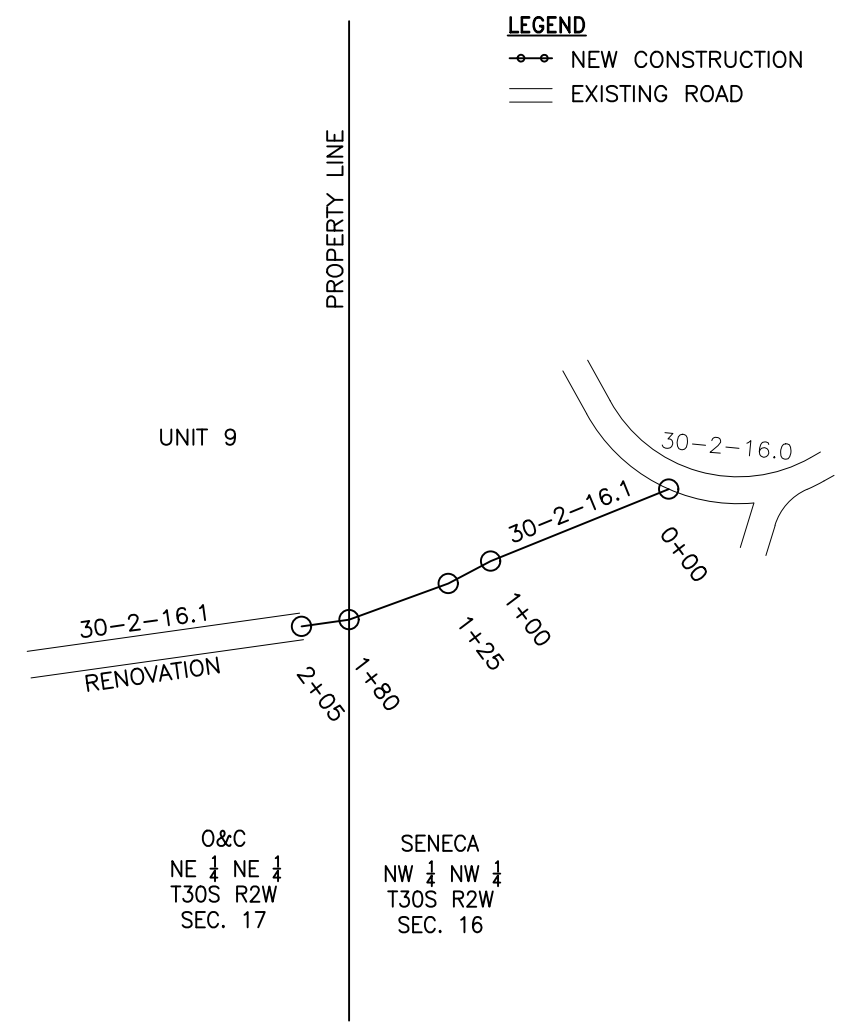 LEGEND
NEW CONSTRUCTION
EXISTING ROAD
PROPERTY LINE
UNIT 9
30-2-16.0
30-2-16.1
0+00
1+00
1+25
30-2-16.1
RENOVATION
1+80
2+05
O&C
NE 1/4 NE 1/4
T30S R2W
SEC. 17
SENECA
NW 1/4 NW 1/4
T30S R2W
SEC. 16